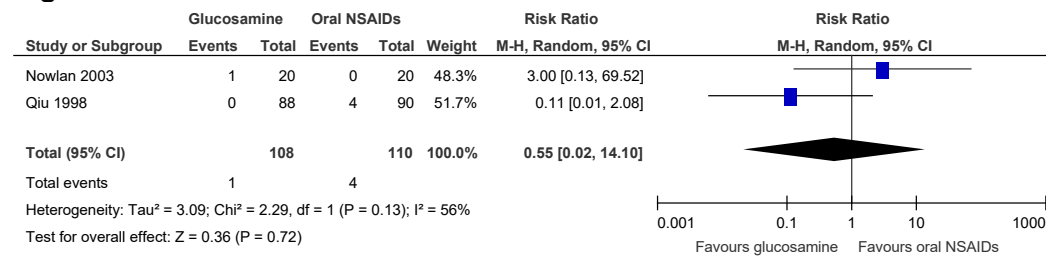 Glucosamine Oral NSAIDs Risk Ratio Risk Ratio
Study or Subgroup Events Total Events Total Weight M-H, Random, 95% CI M-H, Random, 95% CI
Nowlan 2003 1 20 0 20 48.3% 3.00 [0.13, 69.52]
Qiu 1998 0 88 4 90 51.7% 0.11 [0.01, 2.08]
Total (95% CI) 108 110 100.0% 0.55 [0.02, 14.10]
Total events 1 4
Heterogeneity: Tau² = 3.09; Chi² = 2.29, df = 1 (P = 0.13); I² = 56%
Test for overall effect: Z = 0.36 (P = 0.72)
0.001 0.1 1 10 1000
Favours glucosamine Favours oral NSAIDs